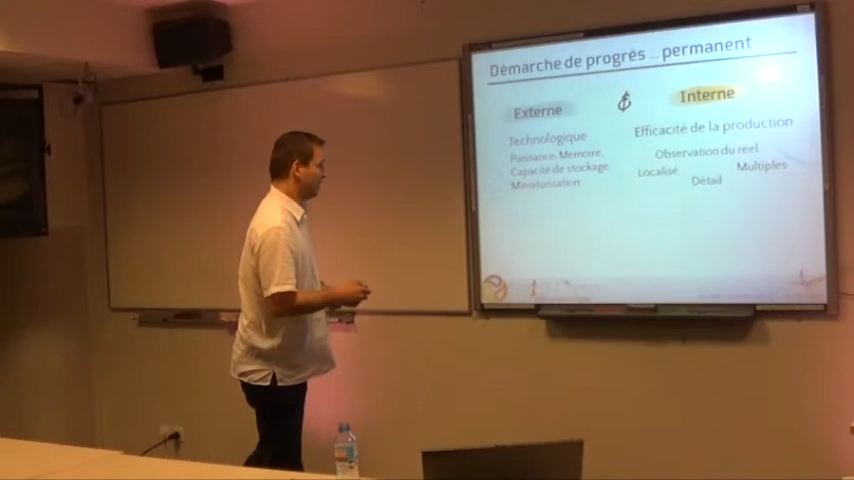 Démarche de progrès ... permanent
Externe & Interne
Technologique
Efficacité de la production
Puissance, Mémoire,
Observation du réel
Capacité de stockage,
Localisé
Multiples
Miniaturisation
Détail